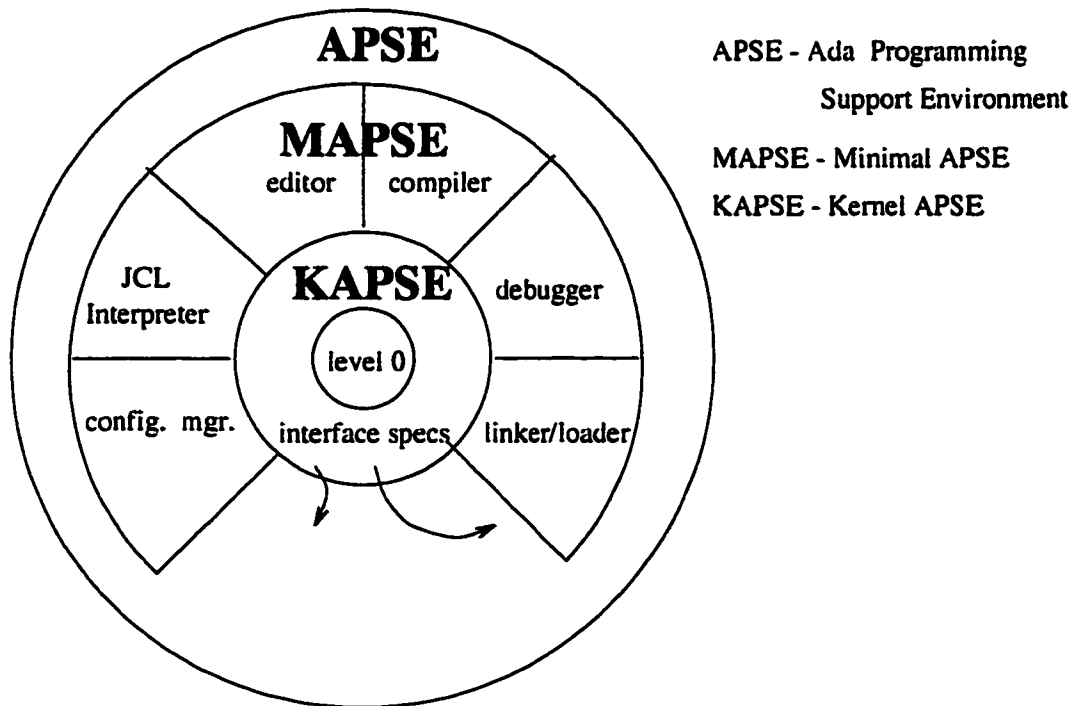 APSE
MAPSE
editor
compiler
KAPSE
JCL
Interpreter
debugger
level 0
config. mgr.
interface specs
linker/loader
APSE - Ada Programming
Support Environment
MAPSE - Minimal APSE
KAPSE - Kernel APSE